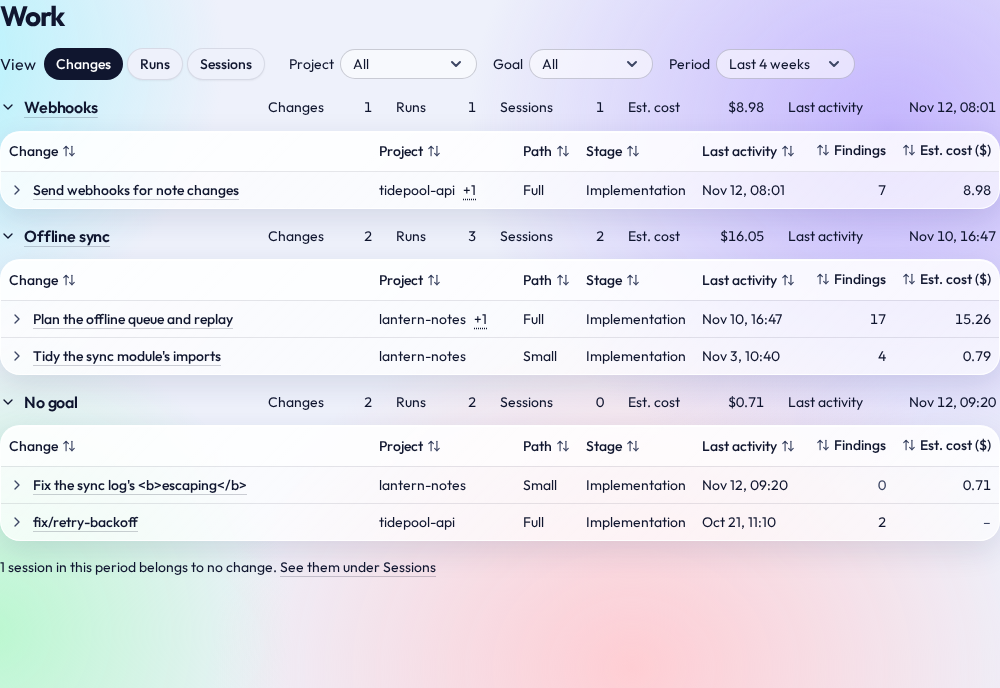 Work
View Changes Runs Sessions Project All Goal All Period Last 4 weeks
Webhooks Changes 1 Runs 1 Sessions 1 Est. cost $8.98 Last activity Nov 12, 08:01
Change Project Path Stage Last activity Findings Est. cost ($)
Send webhooks for note changes tidepool-api +1 Full Implementation Nov 12, 08:01 7 8.98
Offline sync Changes 2 Runs 3 Sessions 2 Est. cost $16.05 Last activity Nov 10, 16:47
Change Project Path Stage Last activity Findings Est. cost ($)
Plan the offline queue and replay lantern-notes +1 Full Implementation Nov 10, 16:47 17 15.26
Tidy the sync module's imports lantern-notes Small Implementation Nov 3, 10:40 4 0.79
No goal Changes 2 Runs 2 Sessions 0 Est. cost $0.71 Last activity Nov 12, 09:20
Change Project Path Stage Last activity Findings Est. cost ($)
Fix the sync log's <b>escaping</b> lantern-notes Small Implementation Nov 12, 09:20 0 0.71
fix/retry-backoff tidepool-api Full Implementation Oct 21, 11:10 2 –
1 session in this period belongs to no change. See them under Sessions